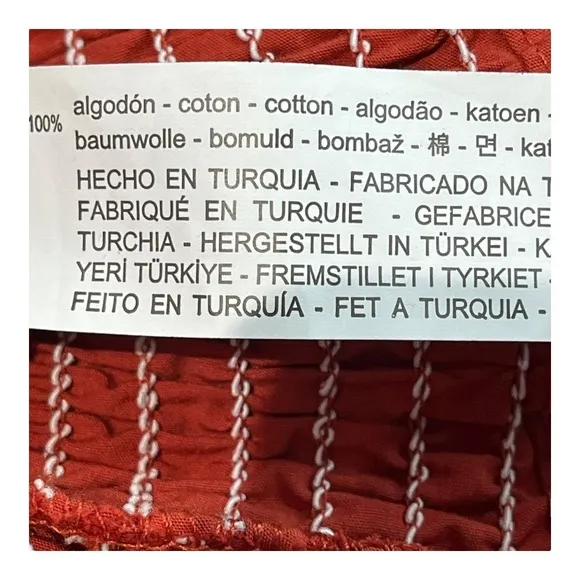 algodón - coton - cotton - algodão - katoen -
100%
baumwolle - bomuld - bombaž - 棉 - 면 - kat
HECHO EN TURQUIA - FABRICADO NA T
FABRIQUÉ EN TURQUIE - GEFABRICE
TURCHIA - HERGESTELLT IN TÜRKEI - K
YERİ TÜRKİYE - FREMSTILLET I TYRKIET -
FEITO EN TURQUÍA - FET A TURQUIA -